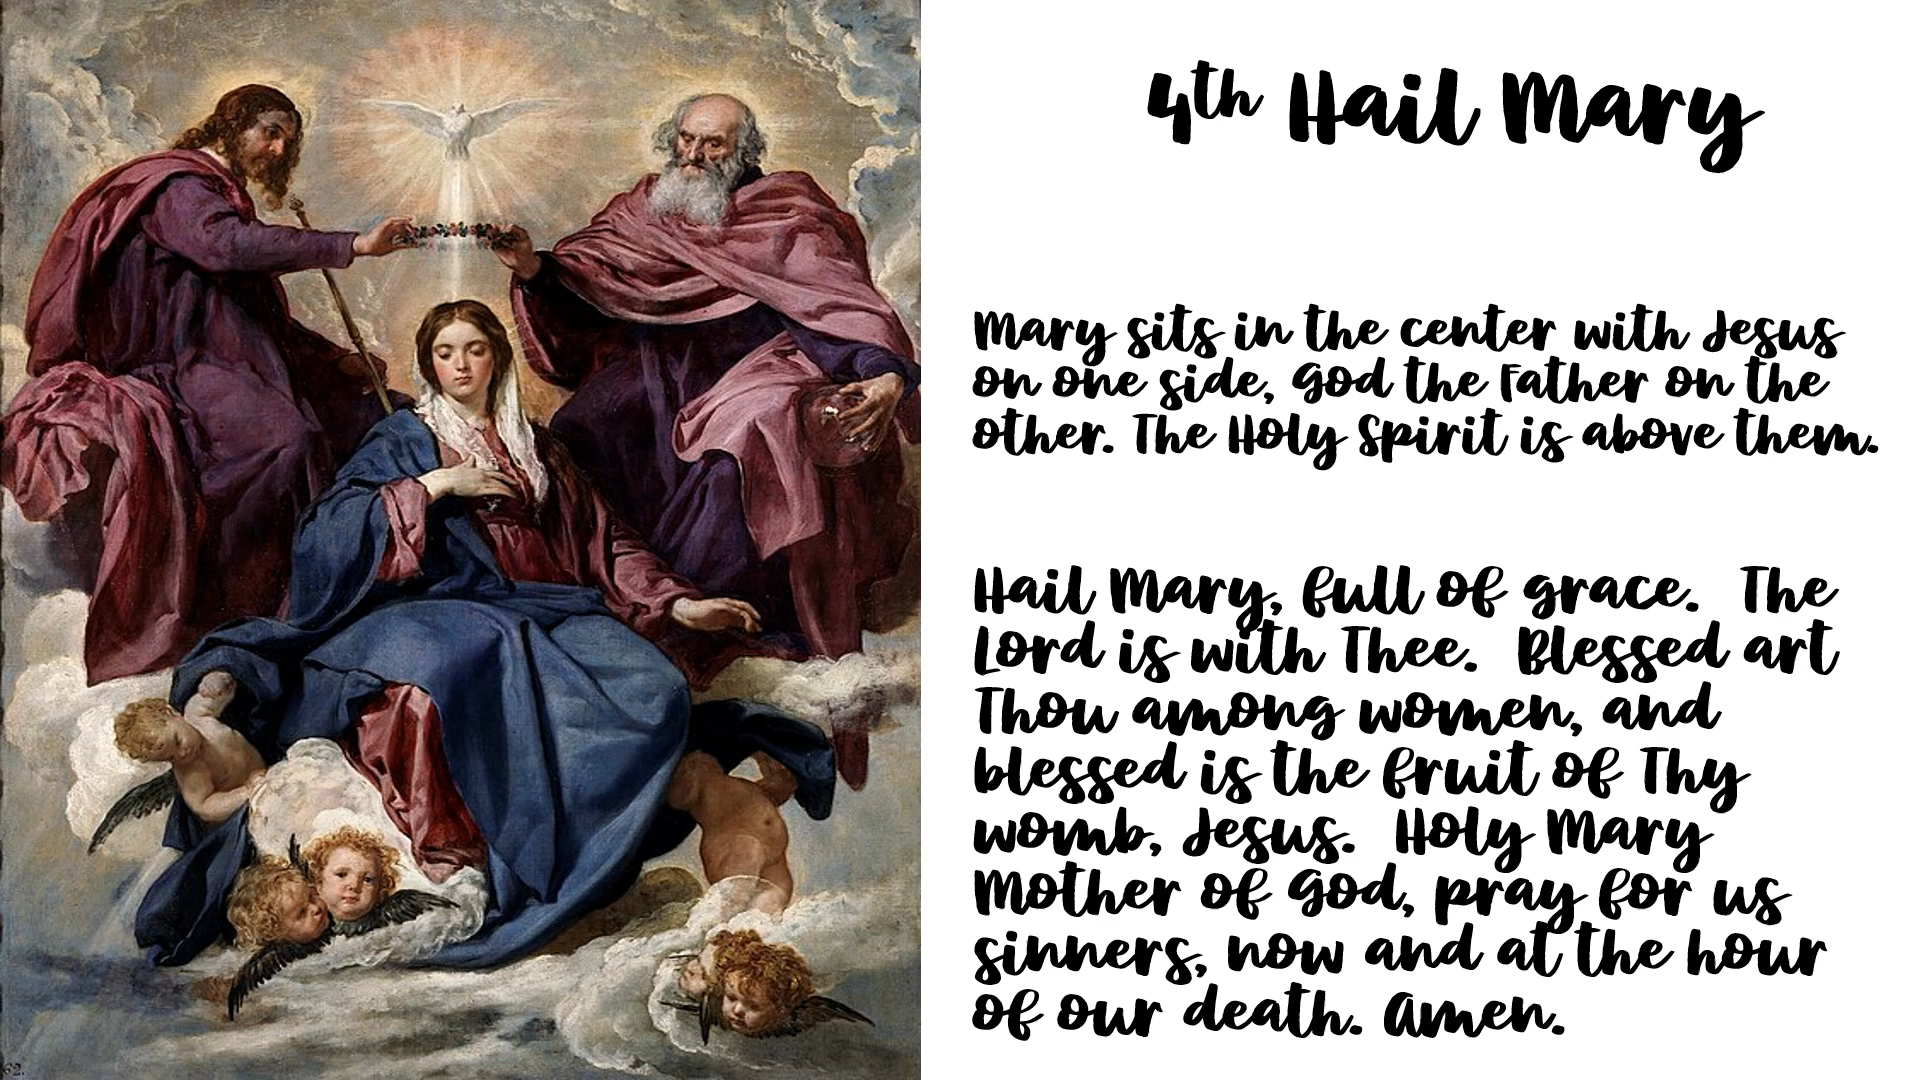 4th Hail Mary
Mary sits in the center with Jesus
on one side, God the Father on the
other. The Holy Spirit is above them.
Hail Mary, full of grace.  The
Lord is with Thee.  Blessed art
Thou among women, and
blessed is the fruit of Thy
womb, Jesus.  Holy Mary
Mother of God, pray for us
sinners, now and at the hour
of our death. Amen.
62.